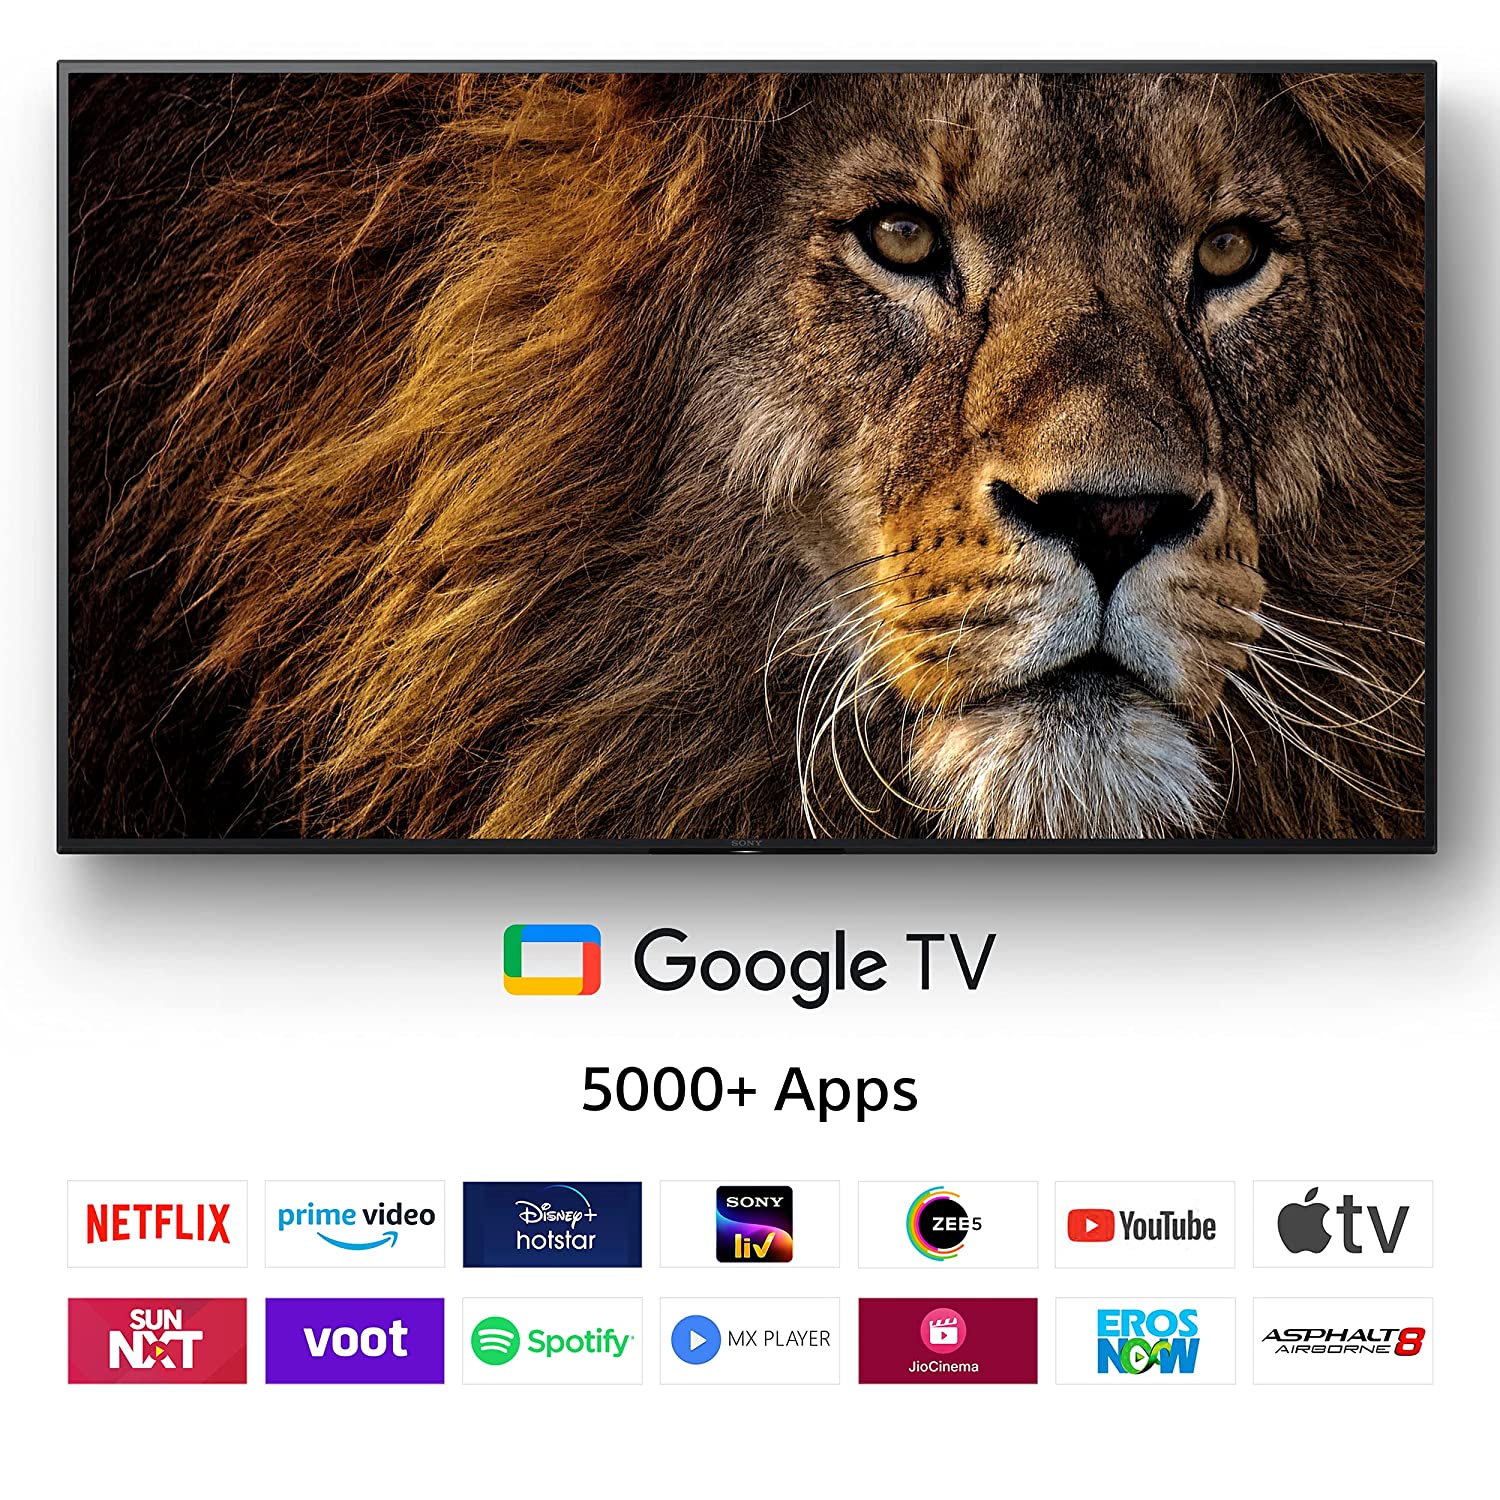 SONY
Google TV
5000+ Apps
NETFLIX
prime video
Disney+
hotstar
SONY
liv
ZEE5
YouTube
tv
SUN
NXT
voot
Spotify
MX PLAYER
JioCinema
EROS
NOW
ASPHALT 8
AIRBORNE